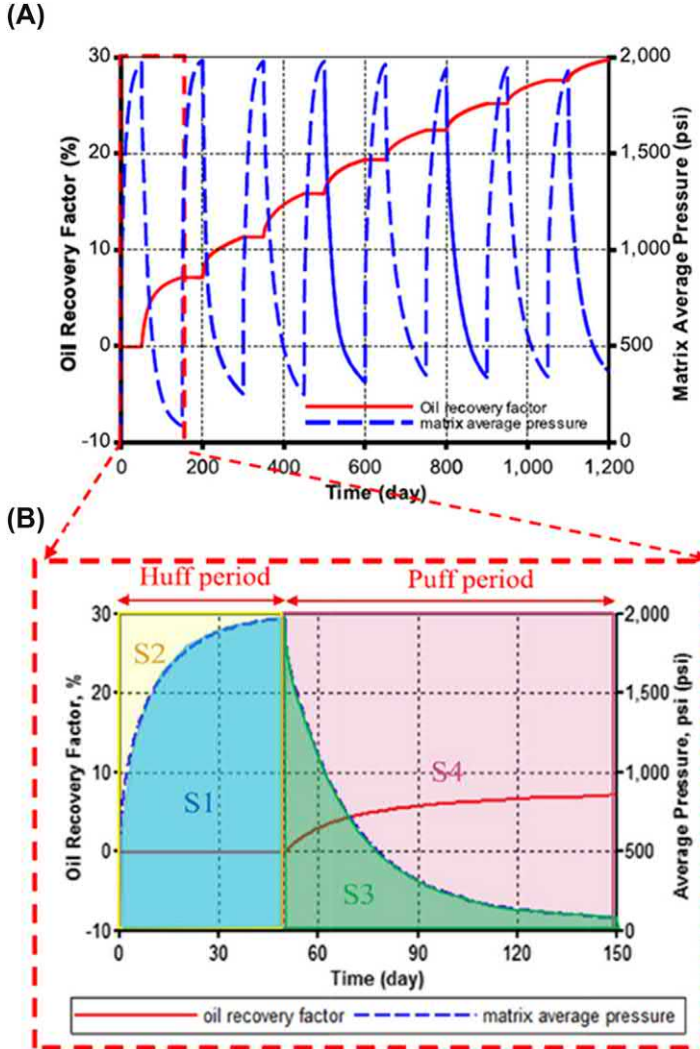 (A)
30
20
10
0
-10
Oil Recovery Factor (%)
2,000
1,500
1,000
500
0
Matrix Average Pressure (psi)
Oil recovery factor
matrix average pressure
0 200 400 600 800 1,000 1,200
Time (day)
(B)
Huff period Puff period
30
20
10
0
-10
Oil Recovery Factor, %
2,000
1,500
1,000
500
0
Average Pressure, psi (psi)
S2
S1
S4
S3
0 30 60 90 120 150
Time (day)
oil recovery factor matrix average pressure